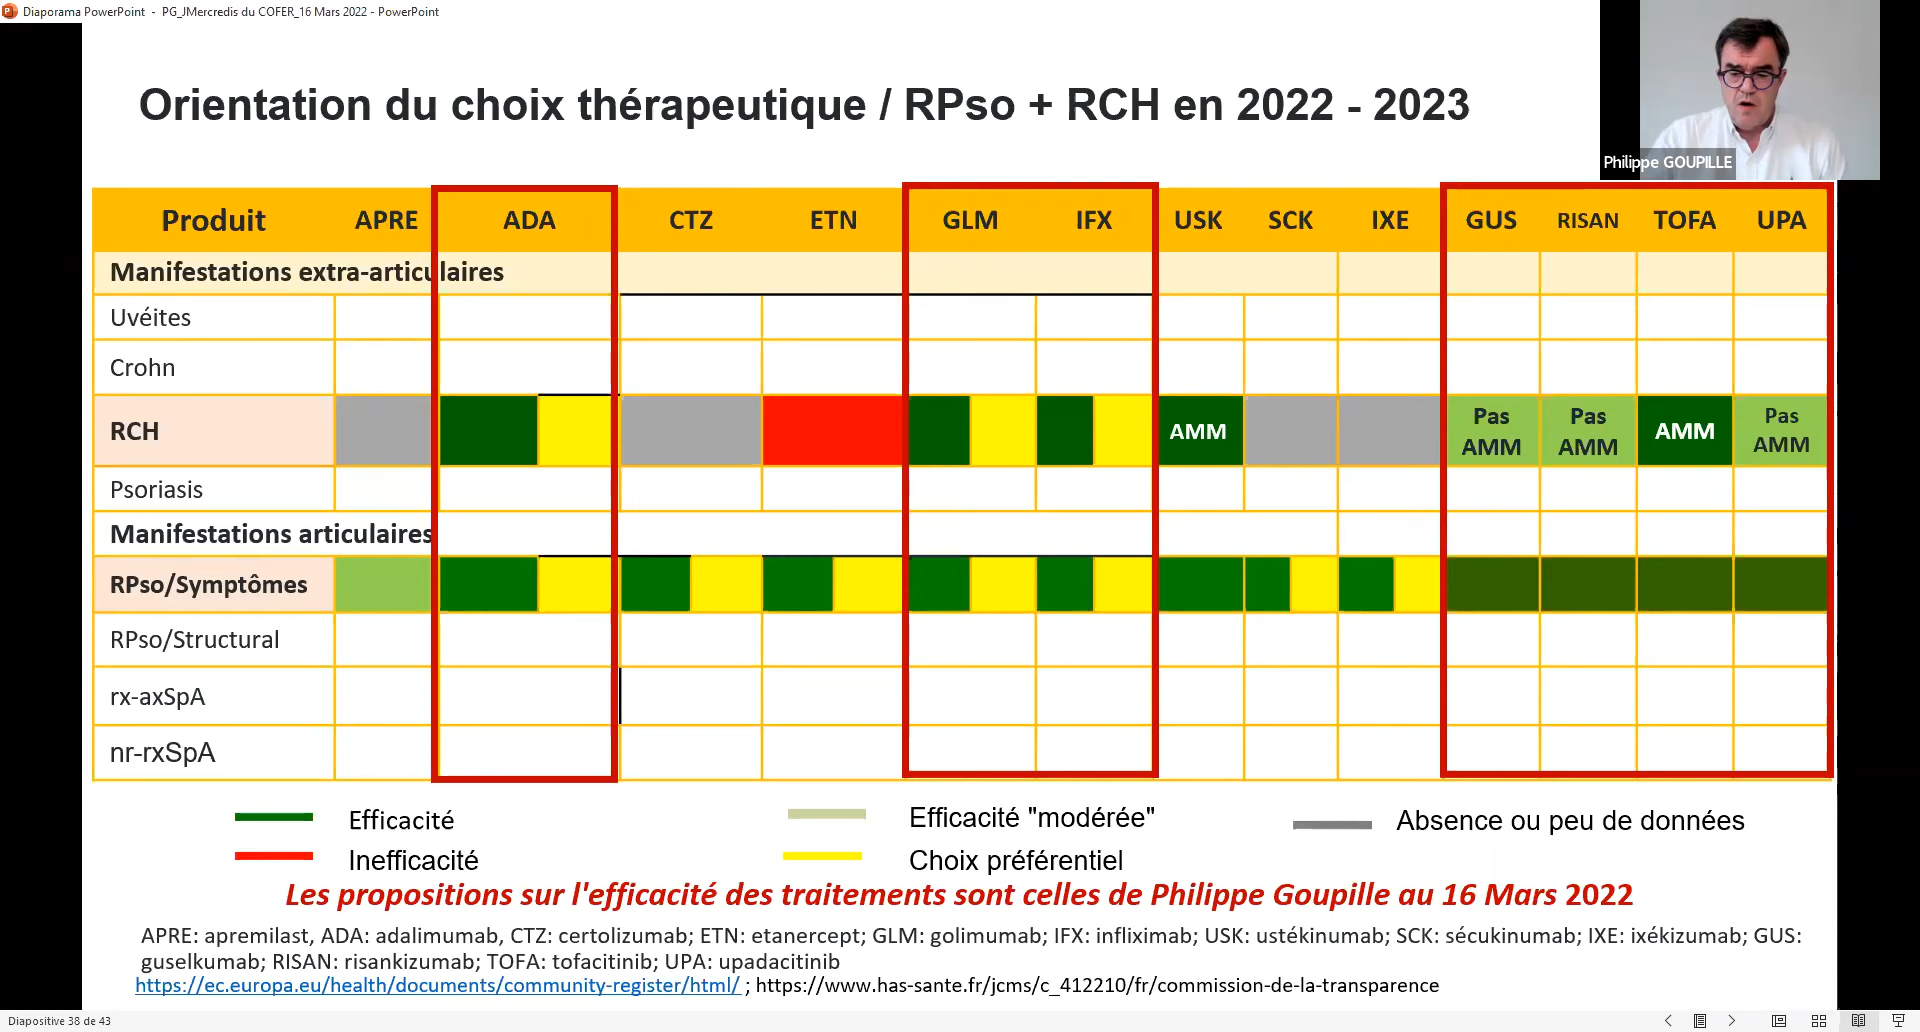 Diaporama PowerPoint - PG_JMercredis du COFER_16 Mars 2022 - PowerPoint
Orientation du choix thérapeutique / RPso + RCH en 2022 - 2023
Philippe GOUPILLE
Produit APRE ADA CTZ ETN GLM IFX USK SCK IXE GUS RISAN TOFA UPA
Manifestations extra-articulaires
Uvéites
Crohn
RCH AMM Pas AMM Pas AMM AMM Pas AMM
Psoriasis
Manifestations articulaires
RPso/Symptômes
RPso/Structural
rx-axSpA
nr-rxSpA
Efficacité Efficacité "modérée" Absence ou peu de données
Inefficacité Choix préférentiel
Les propositions sur l'efficacité des traitements sont celles de Philippe Goupille au 16 Mars 2022
APRE: apremilast, ADA: adalimumab, CTZ: certolizumab; ETN: etanercept; GLM: golimumab; IFX: infliximab; USK: ustékinumab; SCK: sécukinumab; IXE: ixékizumab; GUS:
guselkumab; RISAN: risankizumab; TOFA: tofacitinib; UPA: upadacitinib
https://ec.europa.eu/health/documents/community-register/html/ ; https://www.has-sante.fr/jcms/c_412210/fr/commission-de-la-transparence
Diapositive 38 de 43